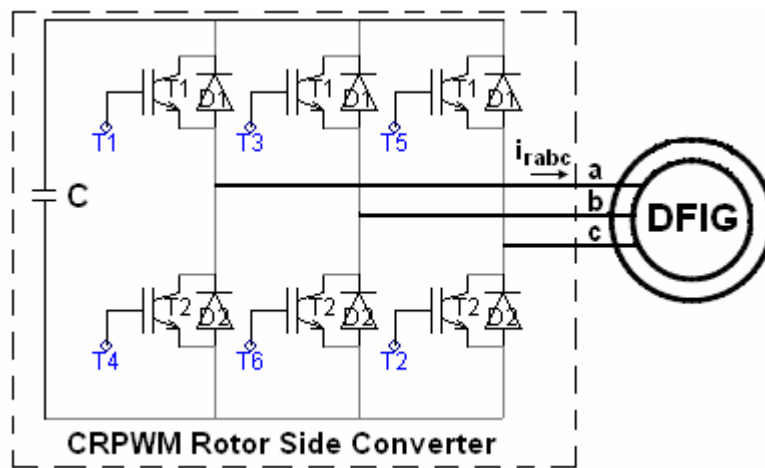 T1 D1 T1 D1 T1 D1
T1 T3 T5
i_rabc
a
b
c
C
DFIG
T2 D2 T2 D2 T2 D2
T4 T6 T2
CRPWM Rotor Side Converter